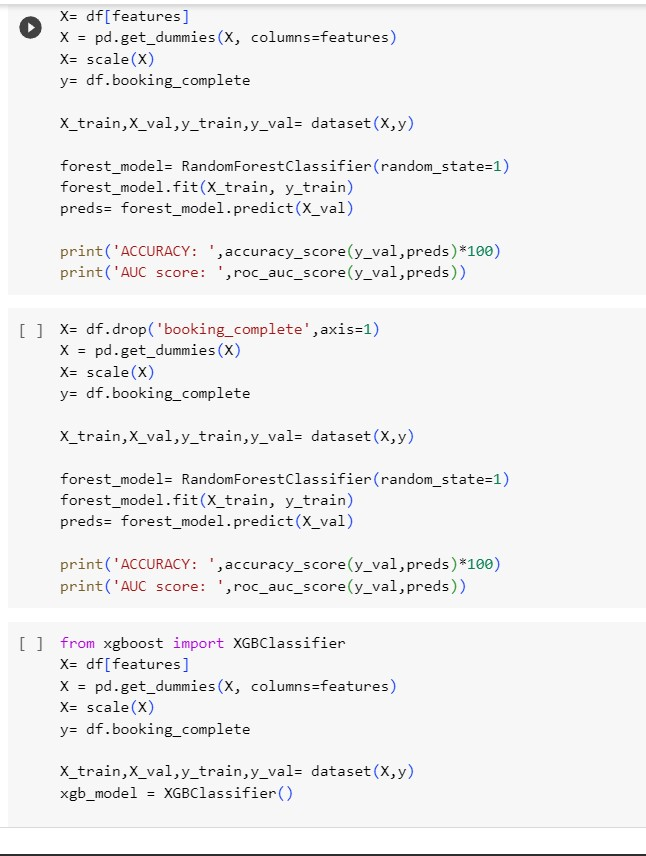 X= df[features]
X = pd.get_dummies(X, columns=features)
X= scale(X)
y= df.booking_complete
X_train,X_val,y_train,y_val= dataset(X,y)
forest_model= RandomForestClassifier(random_state=1)
forest_model.fit(X_train, y_train)
preds= forest_model.predict(X_val)
print('ACCURACY: ',accuracy_score(y_val,preds)*100)
print('AUC score: ',roc_auc_score(y_val,preds))
[ ] X= df.drop('booking_complete',axis=1)
X = pd.get_dummies(X)
X= scale(X)
y= df.booking_complete
X_train,X_val,y_train,y_val= dataset(X,y)
forest_model= RandomForestClassifier(random_state=1)
forest_model.fit(X_train, y_train)
preds= forest_model.predict(X_val)
print('ACCURACY: ',accuracy_score(y_val,preds)*100)
print('AUC score: ',roc_auc_score(y_val,preds))
[ ] from xgboost import XGBClassifier
X= df[features]
X = pd.get_dummies(X, columns=features)
X= scale(X)
y= df.booking_complete
X_train,X_val,y_train,y_val= dataset(X,y)
xgb_model = XGBClassifier()